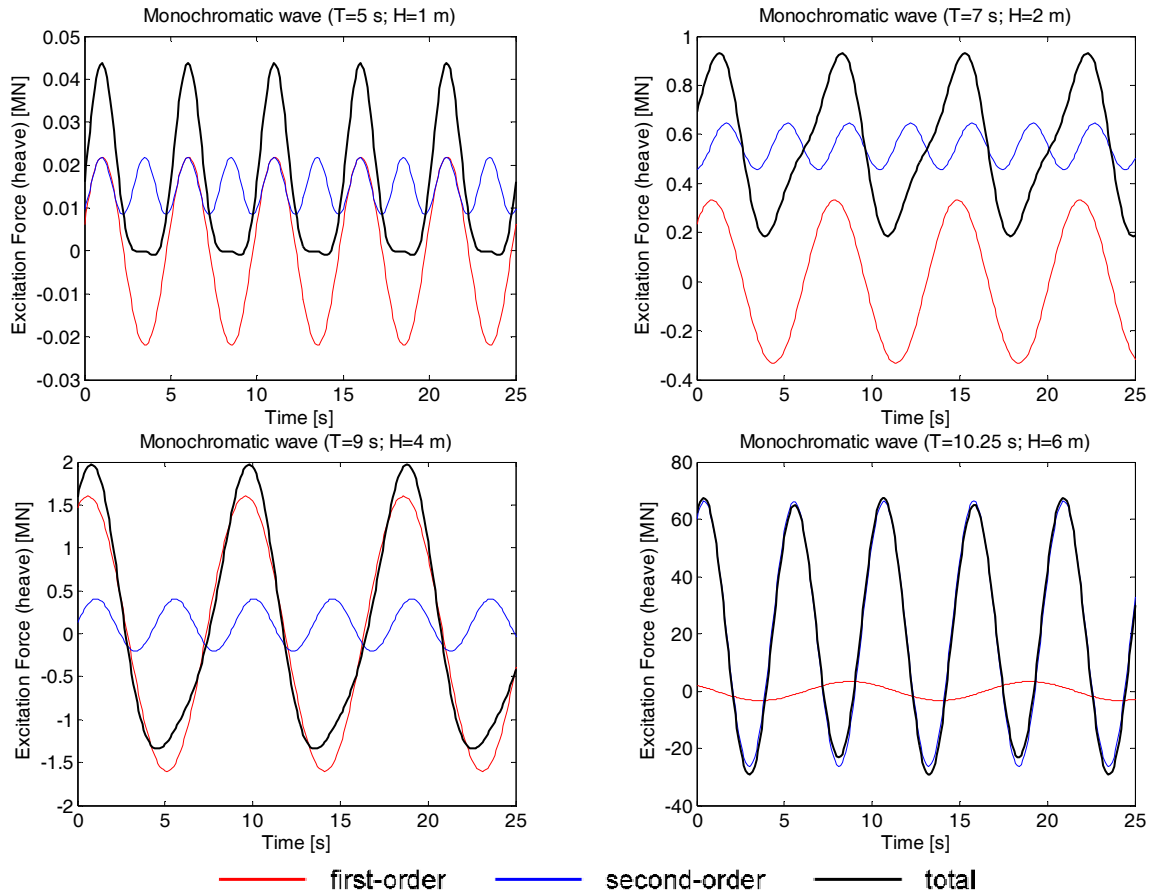 Monochromatic wave (T=5 s; H=1 m)
Excitation Force (heave) [MN]
0.05
0.04
0.03
0.02
0.01
0
-0.01
-0.02
-0.03
0 5 10 15 20 25
Time [s]
Monochromatic wave (T=7 s; H=2 m)
Excitation Force (heave) [MN]
1
0.8
0.6
0.4
0.2
0
-0.2
-0.4
0 5 10 15 20 25
Time [s]
Monochromatic wave (T=9 s; H=4 m)
Excitation Force (heave) [MN]
2
1.5
1
0.5
0
-0.5
-1
-1.5
-2
0 5 10 15 20 25
Time [s]
Monochromatic wave (T=10.25 s; H=6 m)
Excitation Force (heave) [MN]
80
60
40
20
0
-20
-40
0 5 10 15 20 25
Time [s]
first-order second-order total